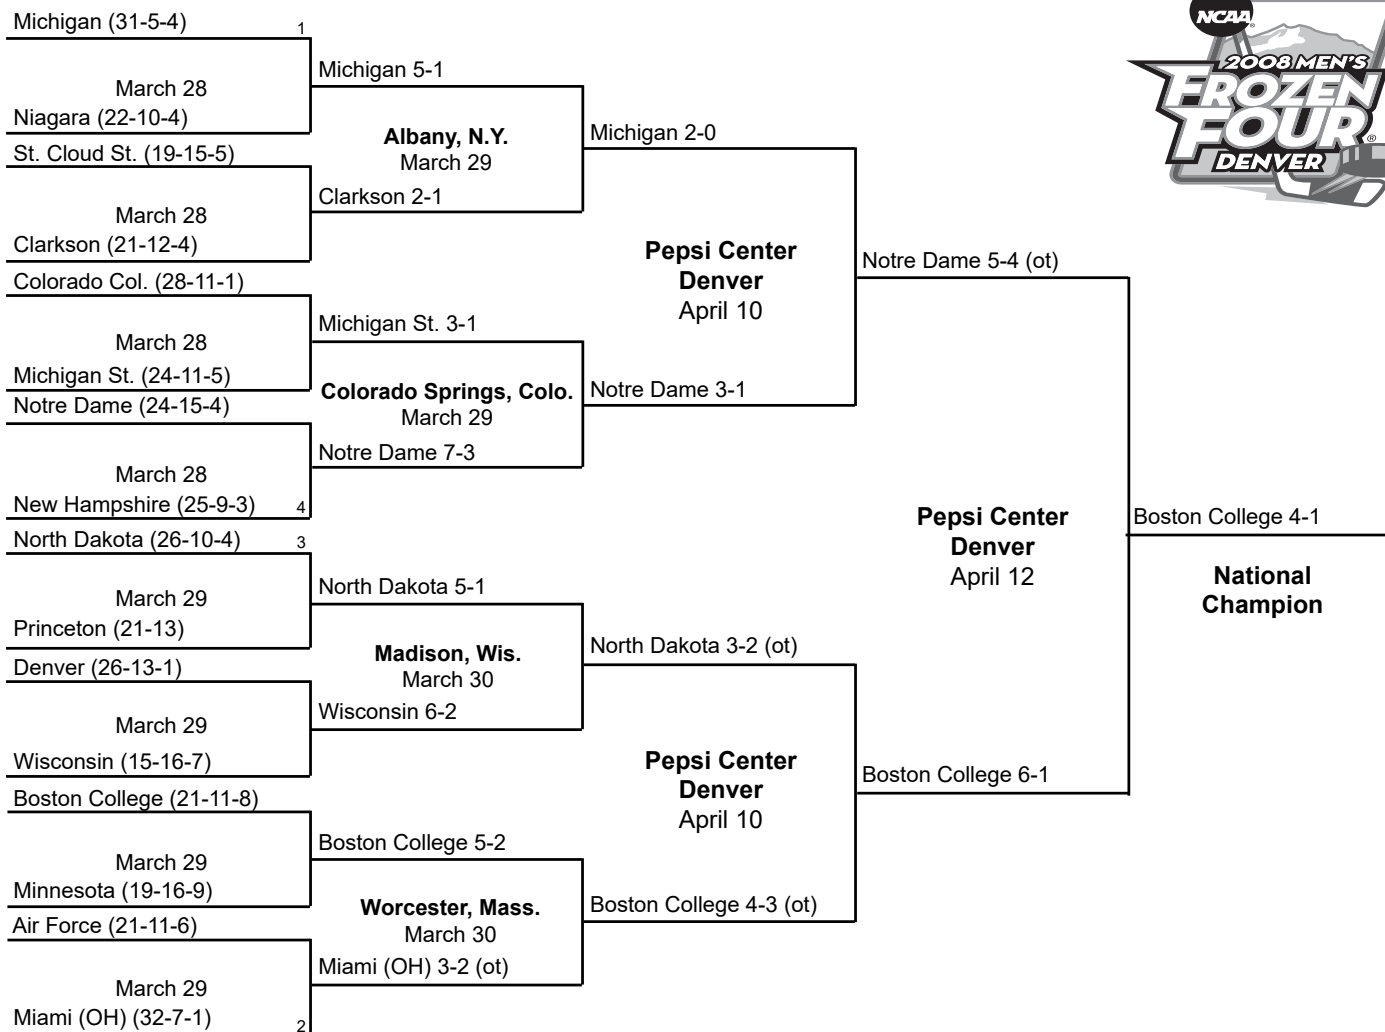 Michigan (31-5-4)
1
March 28
Niagara (22-10-4)
St. Cloud St. (19-15-5)
March 28
Clarkson (21-12-4)
Colorado Col. (28-11-1)
March 28
Michigan St. (24-11-5)
Notre Dame (24-15-4)
March 28
New Hampshire (25-9-3)
4
North Dakota (26-10-4)
3
March 29
Princeton (21-13)
Denver (26-13-1)
March 29
Wisconsin (15-16-7)
Boston College (21-11-8)
March 29
Minnesota (19-16-9)
Air Force (21-11-6)
March 29
Miami (OH) (32-7-1)
2
Michigan 5-1
Albany, N.Y.
March 29
Clarkson 2-1
Michigan St. 3-1
Colorado Springs, Colo.
March 29
Notre Dame 7-3
North Dakota 5-1
Madison, Wis.
March 30
Wisconsin 6-2
Boston College 5-2
Worcester, Mass.
March 30
Miami (OH) 3-2 (ot)
Michigan 2-0
Pepsi Center
Denver
April 10
Notre Dame 3-1
North Dakota 3-2 (ot)
Pepsi Center
Denver
April 10
Boston College 4-3 (ot)
Notre Dame 5-4 (ot)
Pepsi Center
Denver
April 12
Boston College 6-1
Boston College 4-1
National
Champion
NCAA
2008 MEN'S
FROZEN
FOUR®
DENVER